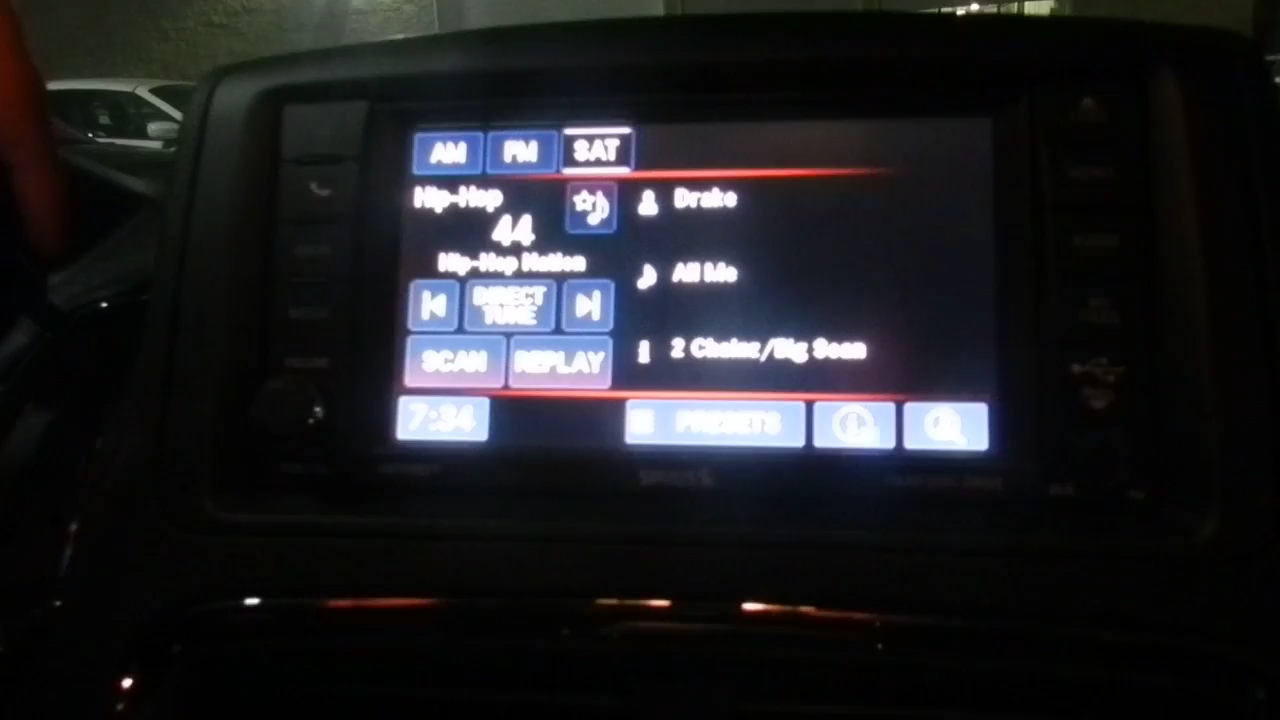 AM FM SAT
Hip-Hop
44
Hip-Hop Nation
DIRECT
TUNE
SCAN REPLAY
Drake
All Me
2 Chainz/Big Sean
7:34
PRESETS
SIRIUS